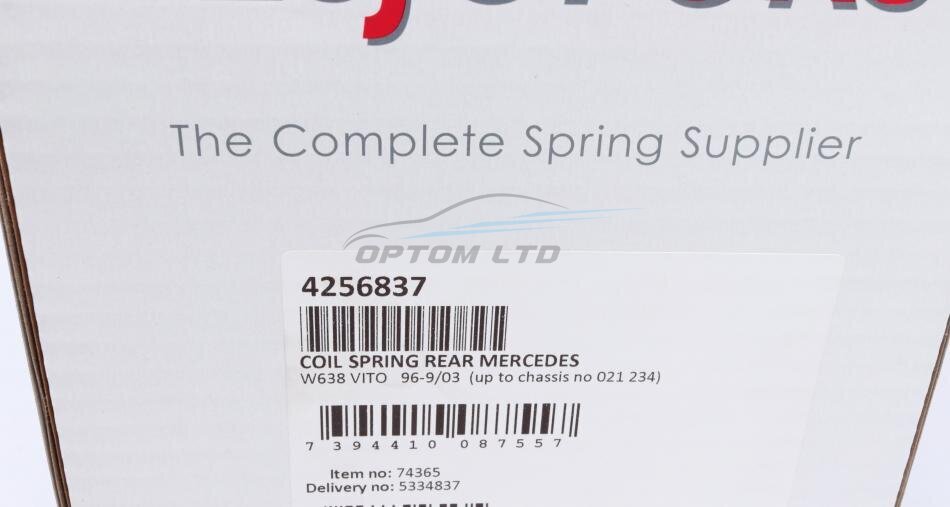 The Complete Spring Supplier
OPTOM LTD
4256837
COIL SPRING REAR MERCEDES
W638 VITO 96-9/03 (up to chassis no 021 234)
7 394410 087557
Item no: 74365
Delivery no: 5334837